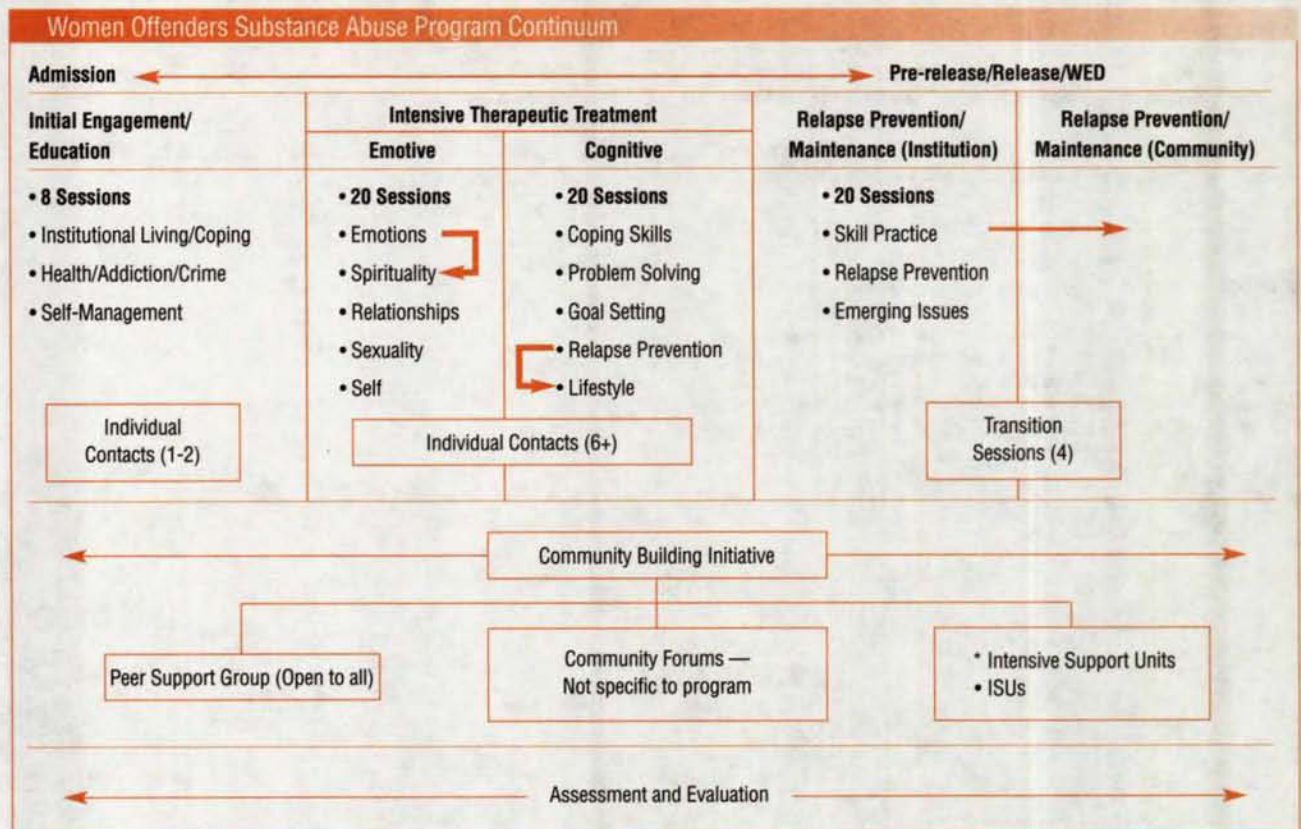 Women Offenders Substance Abuse Program Continuum
Admission
Pre-release/Release/WED
Initial Engagement/
Education
• 8 Sessions
• Institutional Living/Coping
• Health/Addiction/Crime
• Self-Management
Individual
Contacts (1-2)
Intensive Therapeutic Treatment
Emotive
• 20 Sessions
• Emotions
• Spirituality
• Relationships
• Sexuality
• Self
Cognitive
• 20 Sessions
• Coping Skills
• Problem Solving
• Goal Setting
• Relapse Prevention
• Lifestyle
Individual Contacts (6+)
Relapse Prevention/
Maintenance (Institution)
• 20 Sessions
• Skill Practice
• Relapse Prevention
• Emerging Issues
Relapse Prevention/
Maintenance (Community)
Transition
Sessions (4)
Community Building Initiative
Peer Support Group (Open to all)
Community Forums —
Not specific to program
* Intensive Support Units
• ISUs
Assessment and Evaluation